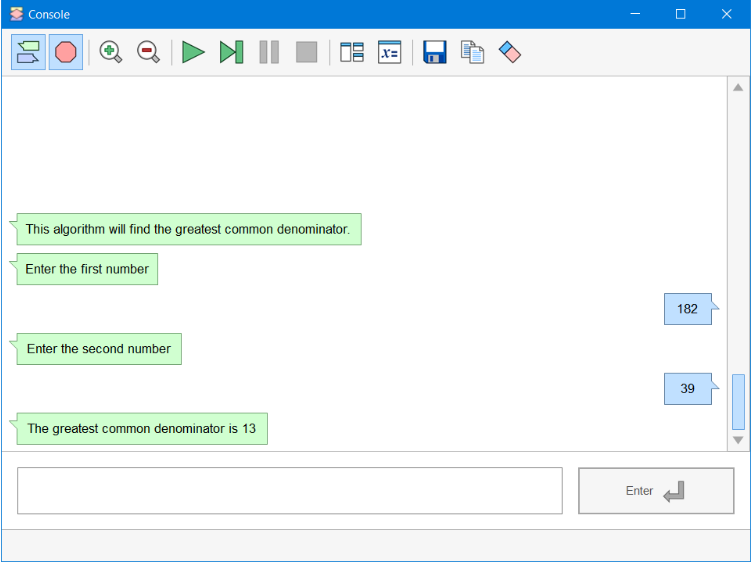 Console
x=
This algorithm will find the greatest common denominator.
Enter the first number
182
Enter the second number
39
The greatest common denominator is 13
Enter